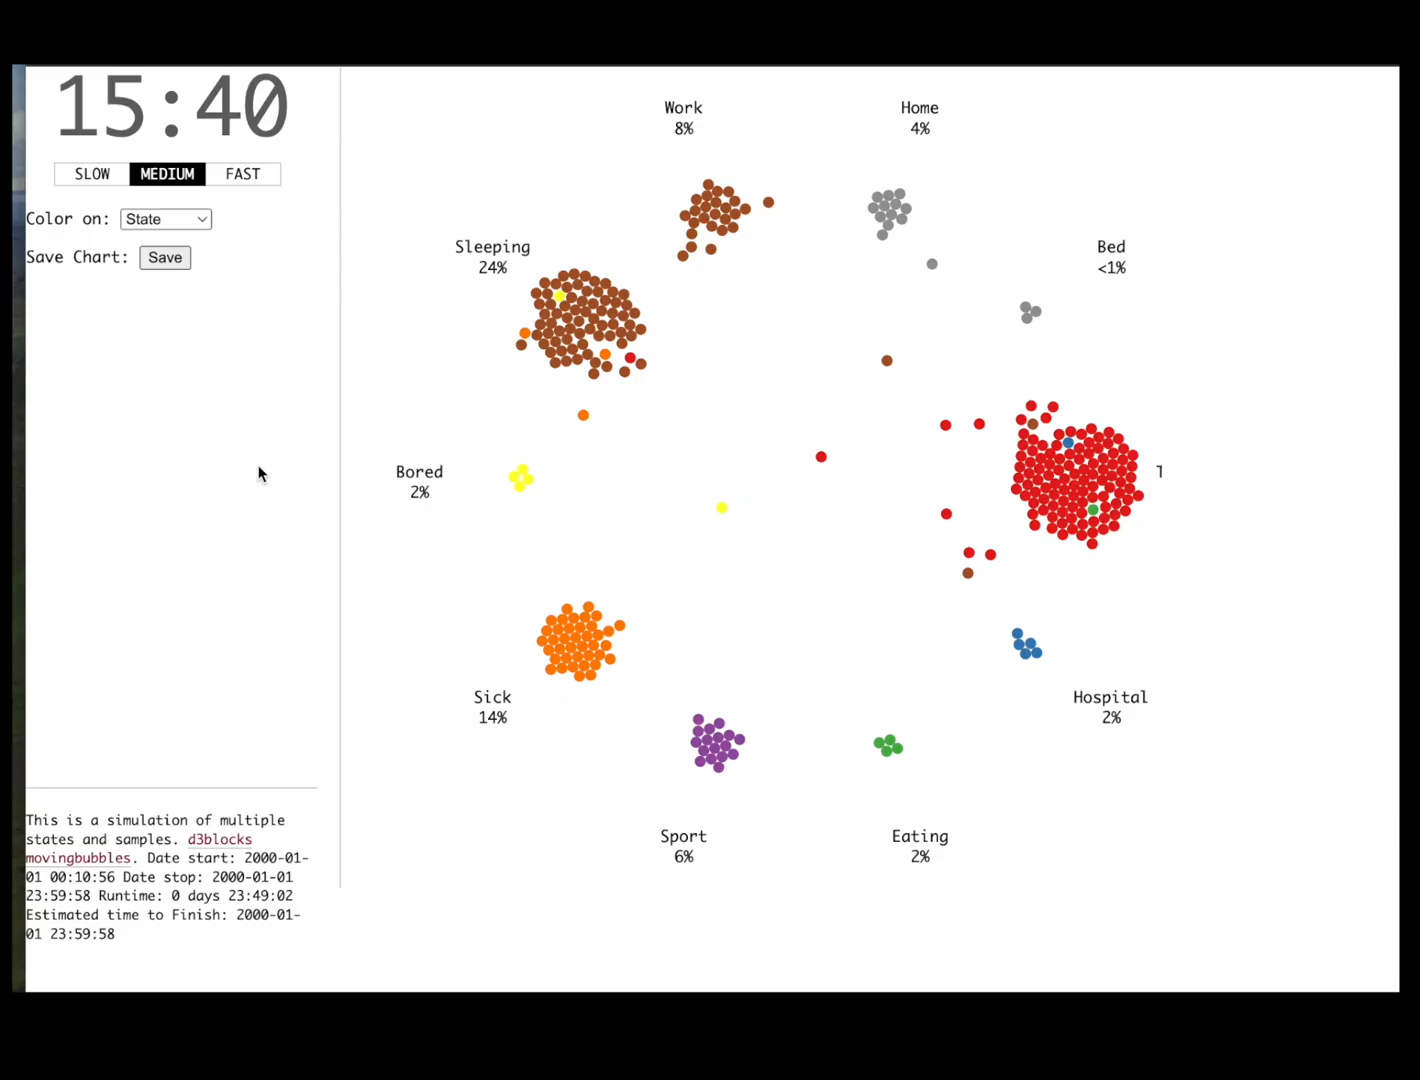 15:40
SLOW MEDIUM FAST
Color on: State
Save Chart: Save
Work
8%
Home
4%
Sleeping
24%
Bed
<1%
Bored
2%
Sick
14%
Hospital
2%
Sport
6%
Eating
2%
This is a simulation of multiple
states and samples. d3blocks
movingbubbles. Date start: 2000-01-
01 00:10:56 Date stop: 2000-01-01
23:59:58 Runtime: 0 days 23:49:02
Estimated time to Finish: 2000-01-
01 23:59:58